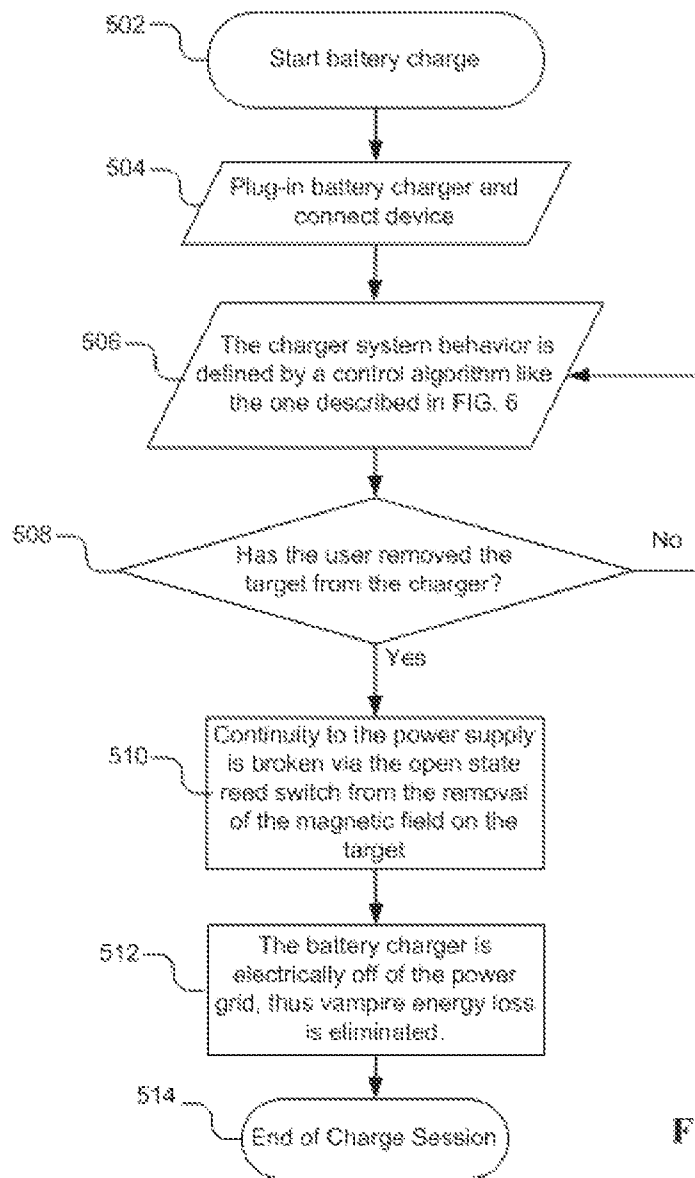 502
Start battery charge
504
Plug-in battery charger and
connect device
506
The charger system behavior is
defined by a control algorithm like
the one described in FIG. 6
508
Has the user removed the
target from the charger?
No
Yes
510
Continuity to the power supply
is broken via the open state
reed switch from the removal
of the magnetic field on the
target
512
The battery charger is
electrically off of the power
grid, thus vampire energy loss
is eliminated.
514
End of Charge Session
F